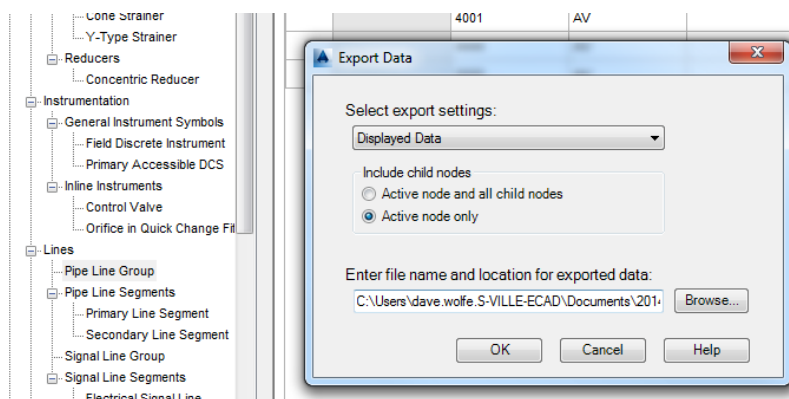 Cone Strainer
Y-Type Strainer
Reducers
Concentric Reducer
Instrumentation
General Instrument Symbols
Field Discrete Instrument
Primary Accessible DCS
Inline Instruments
Control Valve
Orifice in Quick Change Fit
Lines
Pipe Line Group
Pipe Line Segments
Primary Line Segment
Secondary Line Segment
Signal Line Group
Signal Line Segments
Electrical Signal Line
4001 AV
Export Data
Select export settings:
Displayed Data
Include child nodes
Active node and all child nodes
Active node only
Enter file name and location for exported data:
C:\Users\dave.wolfe.S-VILLE-ECAD\Documents\2014 Browse...
OK Cancel Help